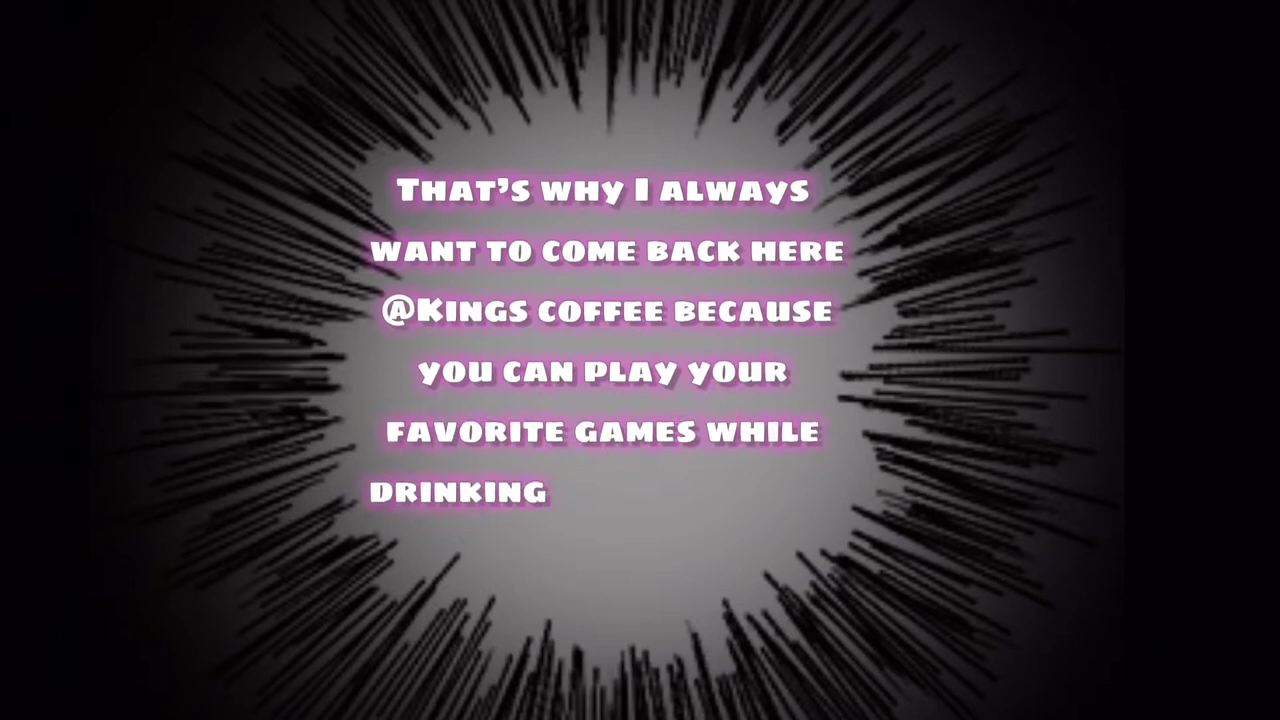 That's why I always
want to come back here
@Kings coffee because
you can play your
favorite games while
drinking